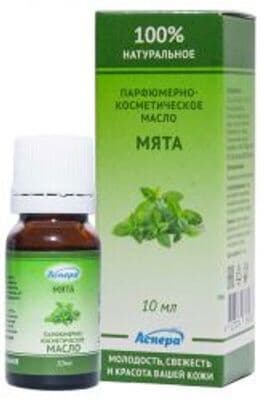 100%
НАТУРАЛЬНОЕ
ПАРФЮМЕРНО-
КОСМЕТИЧЕСКОЕ
МАСЛО
МЯТА
10 мл
Аспера
МОЛОДОСТЬ, СВЕЖЕСТЬ
И КРАСОТА ВАШЕЙ КОЖИ
Аспера
МЯТА
ПАРФЮМЕРНО-
КОСМЕТИЧЕСКОЕ
МАСЛО
10мл